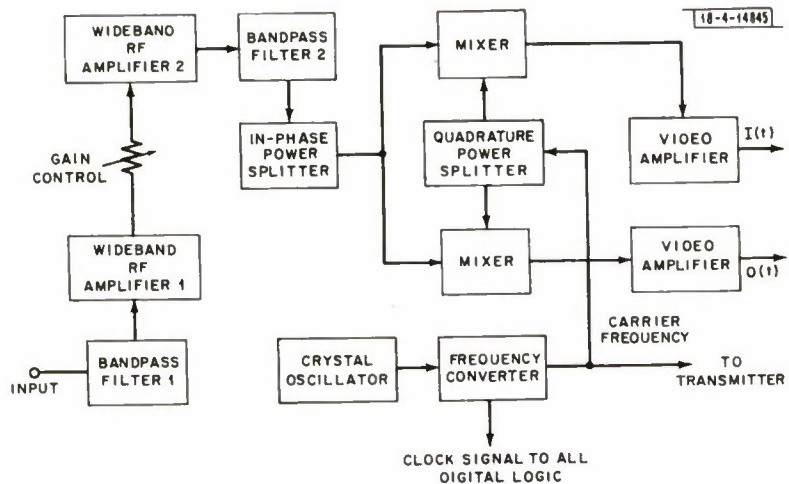 18-4-14845
WIDEBAND
RF
AMPLIFIER 2
BANDPASS
FILTER 2
MIXER
IN-PHASE
POWER
SPLITTER
QUADRATURE
POWER
SPLITTER
VIDEO
AMPLIFIER
I(t)
GAIN
CONTROL
WIDEBAND
RF
AMPLIFIER 1
MIXER
VIDEO
AMPLIFIER
Q(t)
CARRIER
FREQUENCY
INPUT
BANDPASS
FILTER 1
CRYSTAL
OSCILLATOR
FREQUENCY
CONVERTER
TO
TRANSMITTER
CLOCK SIGNAL TO ALL
DIGITAL LOGIC